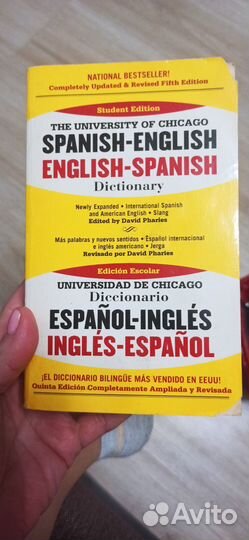 NATIONAL BESTSELLER!
Completely Updated & Revised Fifth Edition
Student Edition
THE UNIVERSITY OF CHICAGO
SPANISH-ENGLISH
ENGLISH-SPANISH
Dictionary
Newly Expanded • International Spanish
and American English • Slang
Edited by David Pharies
Más palabras y nuevos sentidos • Español internacional
e inglés americano • Jerga
Revisado por David Pharies
Edición Escolar
UNIVERSIDAD DE CHICAGO
Diccionario
ESPAÑOL-INGLÉS
INGLÉS-ESPAÑOL
¡EL DICCIONARIO BILINGÜE MÁS VENDIDO EN EEUU!
Quinta Edición Completamente Ampliada y Revisada
Avito